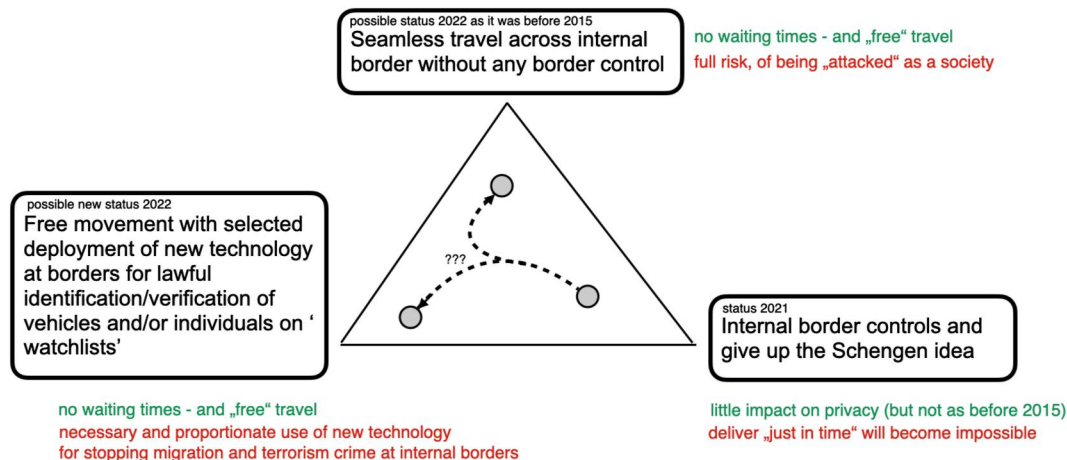 possible status 2022 as it was before 2015
Seamless travel across internal
border without any border control
no waiting times - and „free“ travel
full risk, of being „attacked“ as a society
possible new status 2022
Free movement with selected
deployment of new technology
at borders for lawful
identification/verification of
vehicles and/or individuals on ‘
watchlists’
???
status 2021
Internal border controls and
give up the Schengen idea
no waiting times - and „free“ travel
necessary and proportionate use of new technology
for stopping migration and terrorism crime at internal borders
little impact on privacy (but not as before 2015)
deliver „just in time“ will become impossible